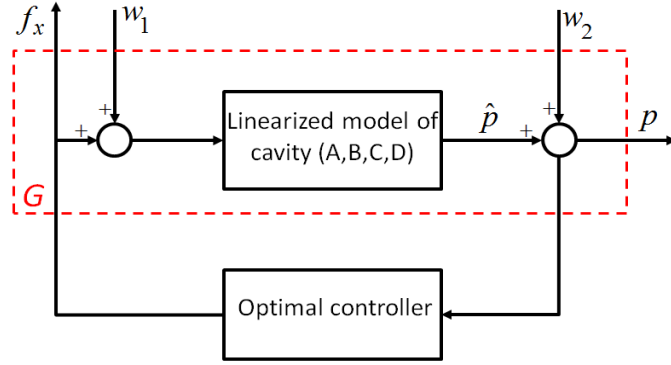 f_x
w_1
w_2
+
+
Linearized model of
cavity (A,B,C,D)
p̂
+
+
p
G
Optimal controller